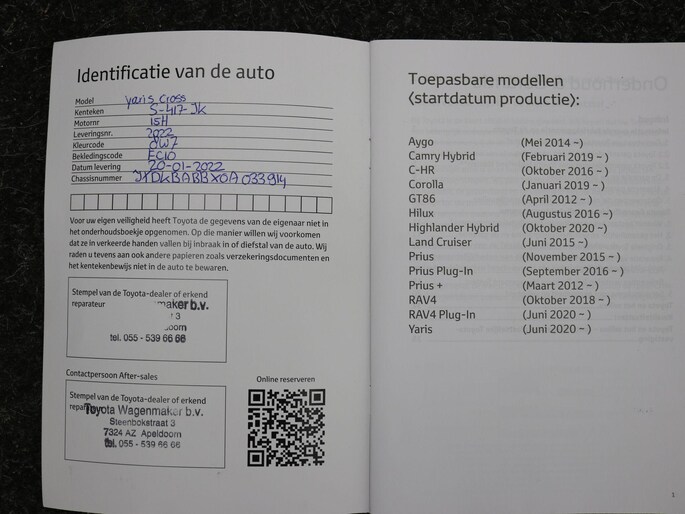 Identificatie van de auto
Model Yaris Cross
Kenteken S-417-JK
Motornr 15H
Leveringsnr. 2022
Kleurcode
Bekledingscode EC10
Datum levering 20-01-2022
Chassisnummer JTDKBABBX0A033914
Voor uw eigen veiligheid heeft Toyota de gegevens van de eigenaar niet in
het onderhoudsboekje opgenomen. Op die manier willen wij voorkomen
dat ze in verkeerde handen vallen bij inbraak in of diefstal van de auto. Wij
raden u tevens aan ook andere papieren zoals verzekeringsdocumenten en
het kentekenbewijs niet in de auto te bewaren.
Stempel van de Toyota-dealer of erkend
reparateur
maker b.v.
t 3
doorn
tel. 055 - 539 66 66
Contactpersoon After-sales
Stempel van de Toyota-dealer of erkend
Toyota Wagenmaker b.v.
Steenbokstraat 3
7324 AZ Apeldoorn
tel. 055 - 539 66 66
Online reserveren
Toepasbare modellen
(startdatum productie):
Aygo (Mei 2014 ~)
Camry Hybrid (Februari 2019 ~ )
C-HR (Oktober 2016 ~ )
Corolla (Januari 2019 ~ )
GT86 (April 2012 ~ )
Hilux (Augustus 2016 ~)
Highlander Hybrid (Oktober 2020 ~)
Land Cruiser (Juni 2015 ~)
Prius (November 2015 ~ )
Prius Plug-In (September 2016 ~ )
Prius + (Maart 2012 ~ )
RAV4 (Oktober 2018 ~ )
RAV4 Plug-In (Juni 2020 ~ )
Yaris (Juni 2020 ~ )
1